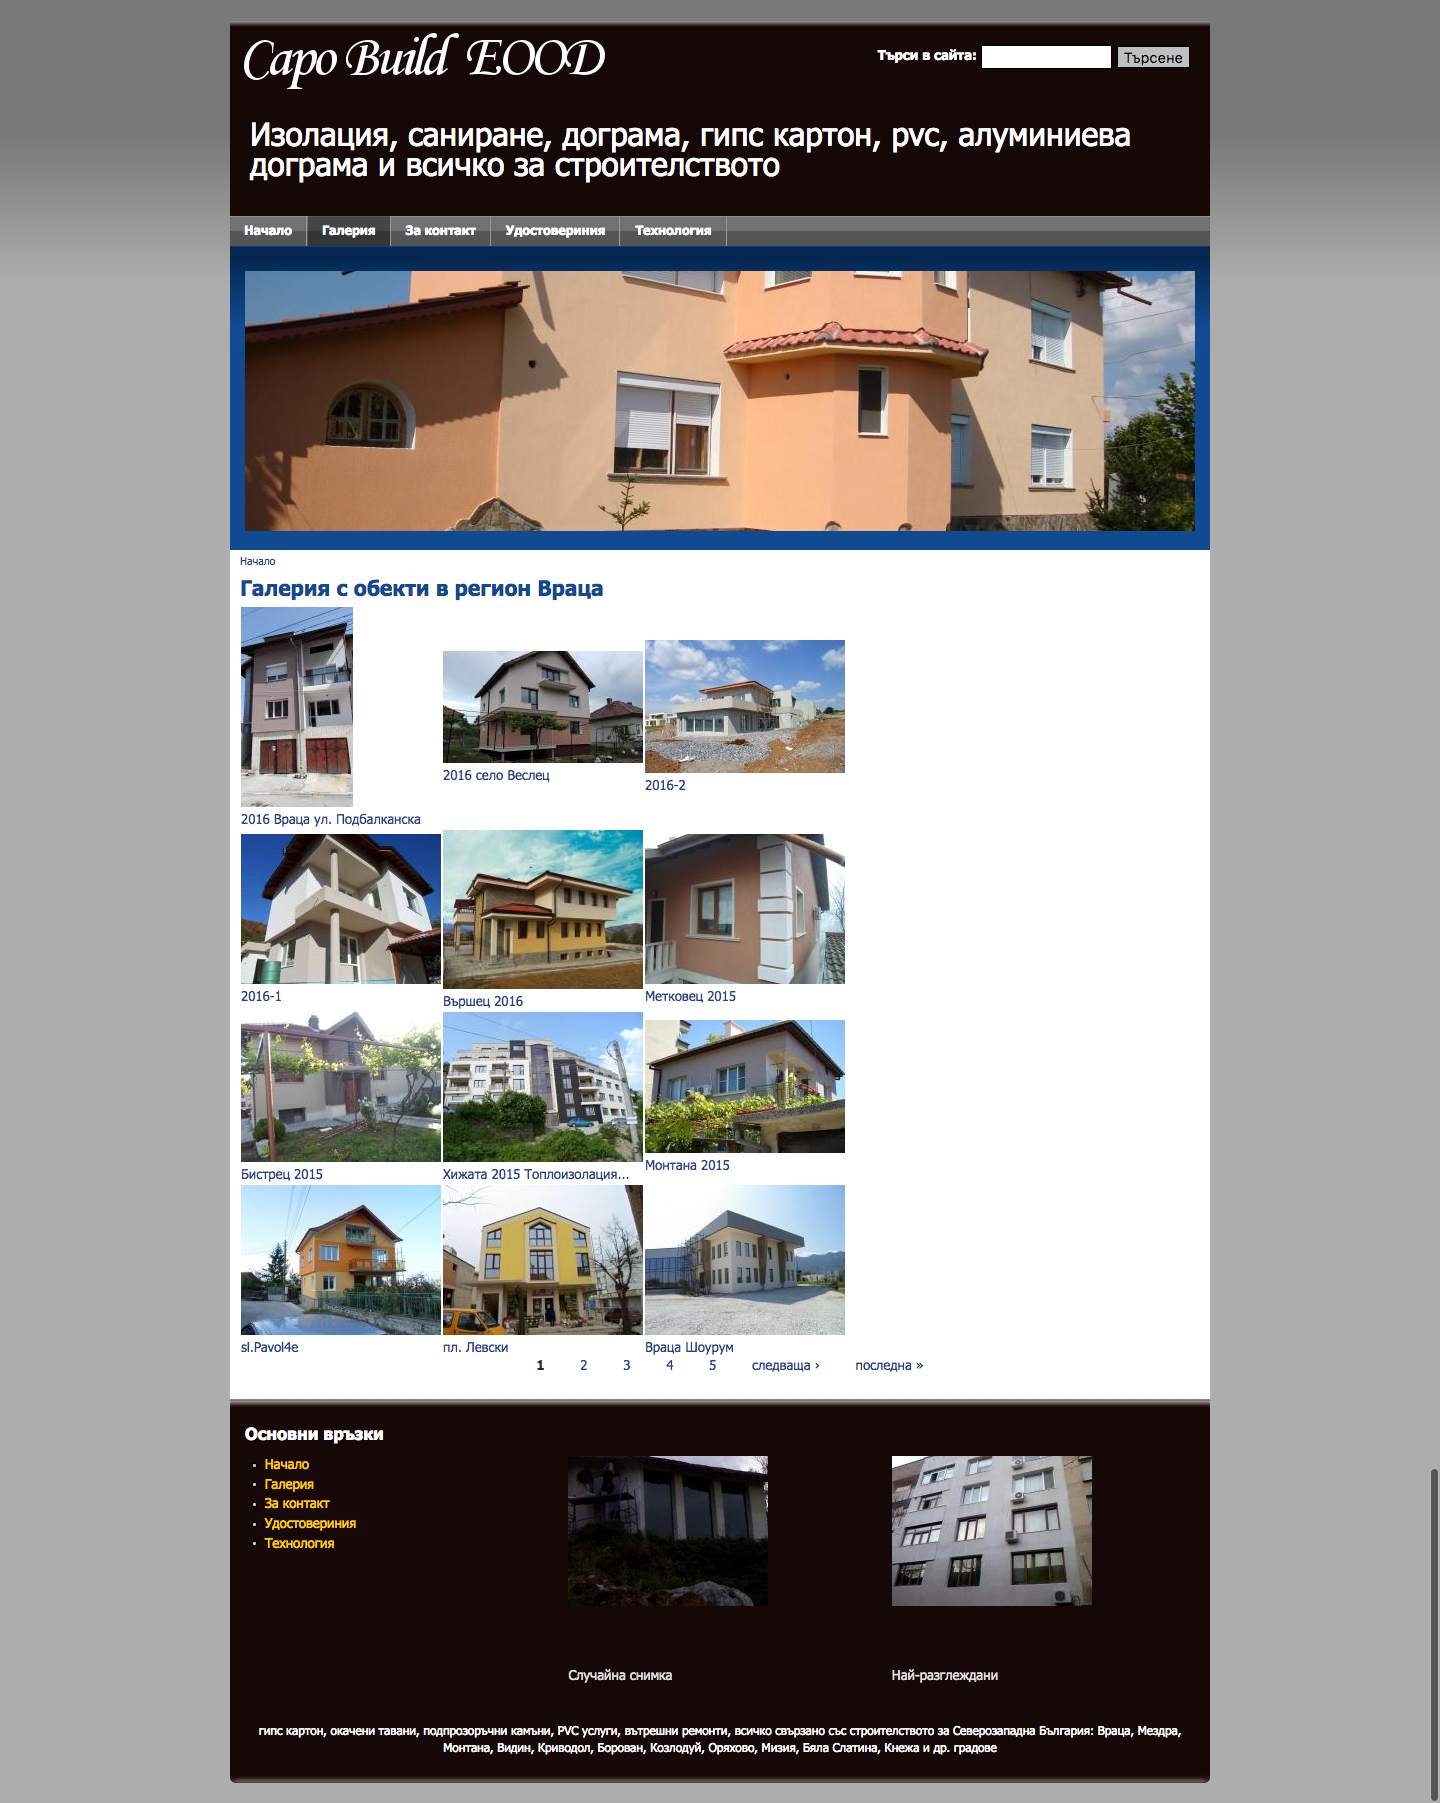 Capo Build EOOD
Търси в сайта:
Търсене
Изолация, саниране, дограма, гипс картон, pvc, алуминиева
дограма и всичко за строителството
Начало
Галерия
За контакт
Удостовериния
Технология
Начало
Галерия с обекти в регион Враца
2016 Враца ул. Подбалканска
2016 село Веслец
2016-2
2016-1
Вършец 2016
Метковец 2015
Бистрец 2015
Хижата 2015 Топлоизолация...
Монтана 2015
sl.Pavol4e
пл. Левски
Враца Шоурум
1 2 3 4 5 следваща › последна »
Основни връзки
Начало
Галерия
За контакт
Удостовериния
Технология
Случайна снимка
Най-разглеждани
гипс картон, окачени тавани, подпрозоръчни камъни, PVC услуги, вътрешни ремонти, всичко свързано със строителството за Северозападна България: Враца, Мездра,
Монтана, Видин, Криводол, Борован, Козлодуй, Оряхово, Мизия, Бяла Слатина, Кнежа и др. градове